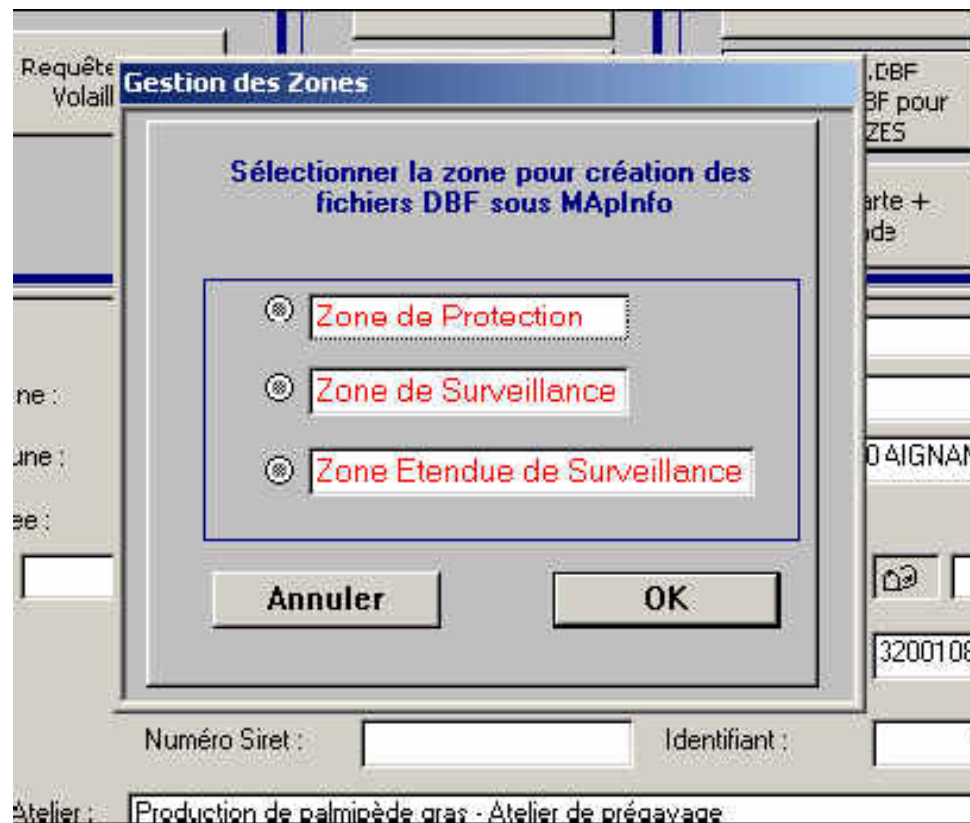 Requête
Volaill
.DBF
BF pour
ZES
Gestion des Zones
Sélectionner la zone pour création des
fichiers DBF sous MApInfo
arte +
Zone de Protection
Zone de Surveillance
ne :
une :
AIGNAN
Zone Etendue de Surveillance
ee :
Annuler
OK
3200108
Numéro Siret :
Identifiant :
Atelier :
Production de palmipède gras - Atelier de prégavage